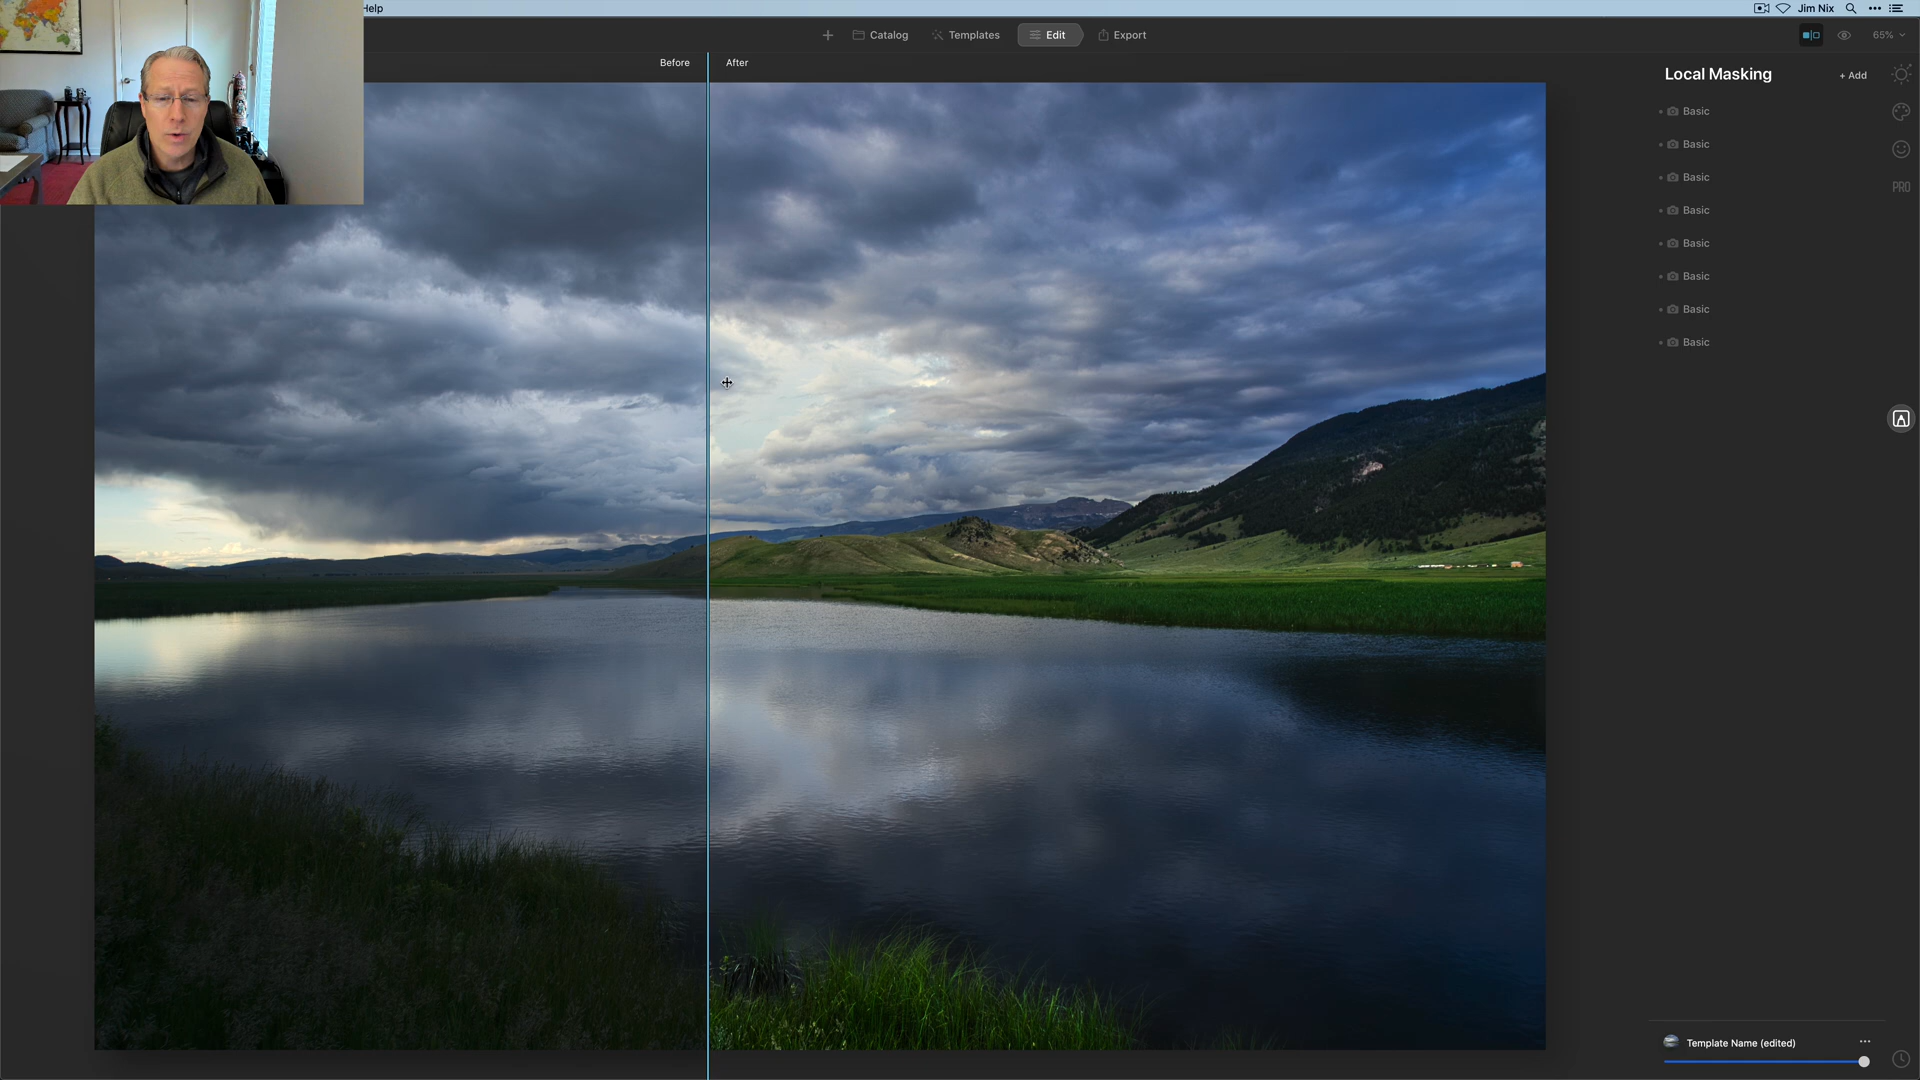 Help
Jim Nix
Catalog
Templates
Edit
Export
65%
Before
After
Local Masking
+ Add
Basic
Basic
Basic
Basic
Basic
Basic
Basic
Basic
PRO
Template Name (edited)